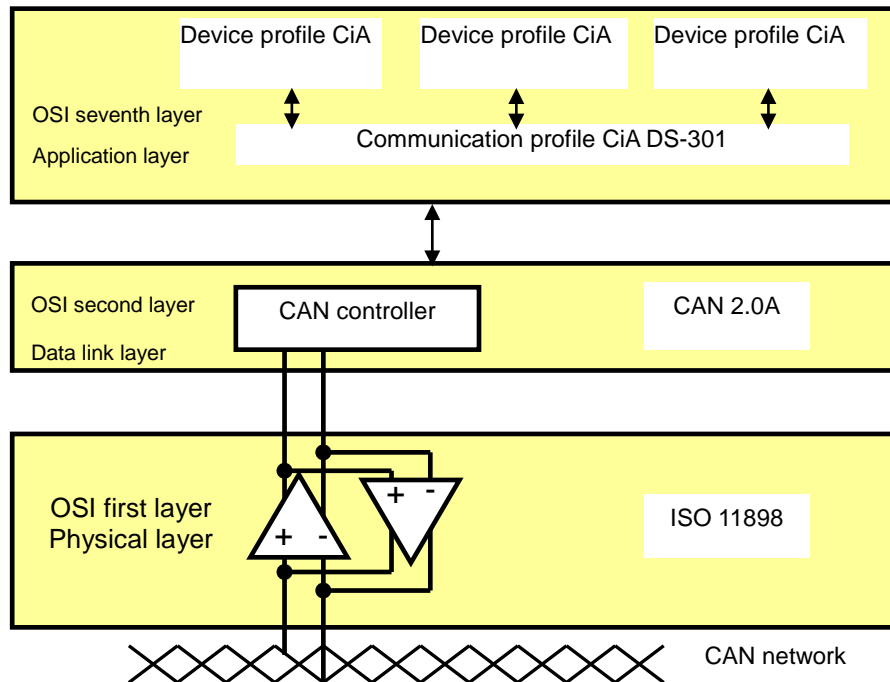 Device profile CiA
Device profile CiA
Device profile CiA
OSI seventh layer
Application layer
Communication profile CiA DS-301
OSI second layer
Data link layer
CAN controller
CAN 2.0A
OSI first layer
Physical layer
+ -
+ -
ISO 11898
CAN network